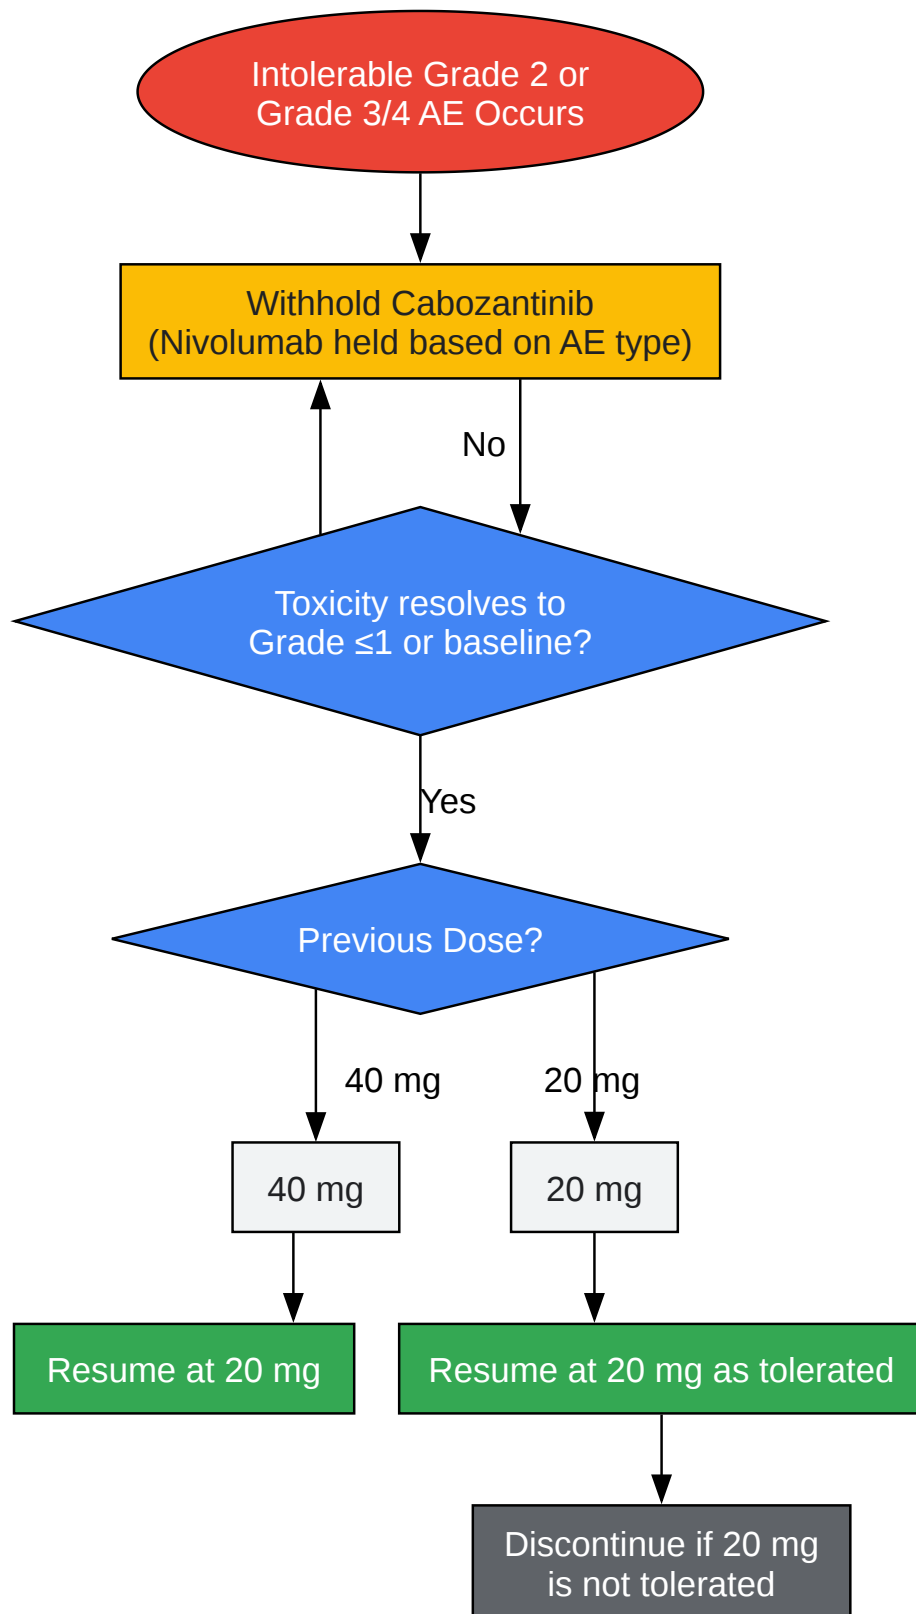 Intolerable Grade 2 or
Grade 3/4 AE Occurs
Withhold Cabozantinib
(Nivolumab held based on AE type)
No
Toxicity resolves to
Grade ≤1 or baseline?
Yes
Previous Dose?
40 mg
20 mg
40 mg
20 mg
Resume at 20 mg
Resume at 20 mg as tolerated
Discontinue if 20 mg
is not tolerated